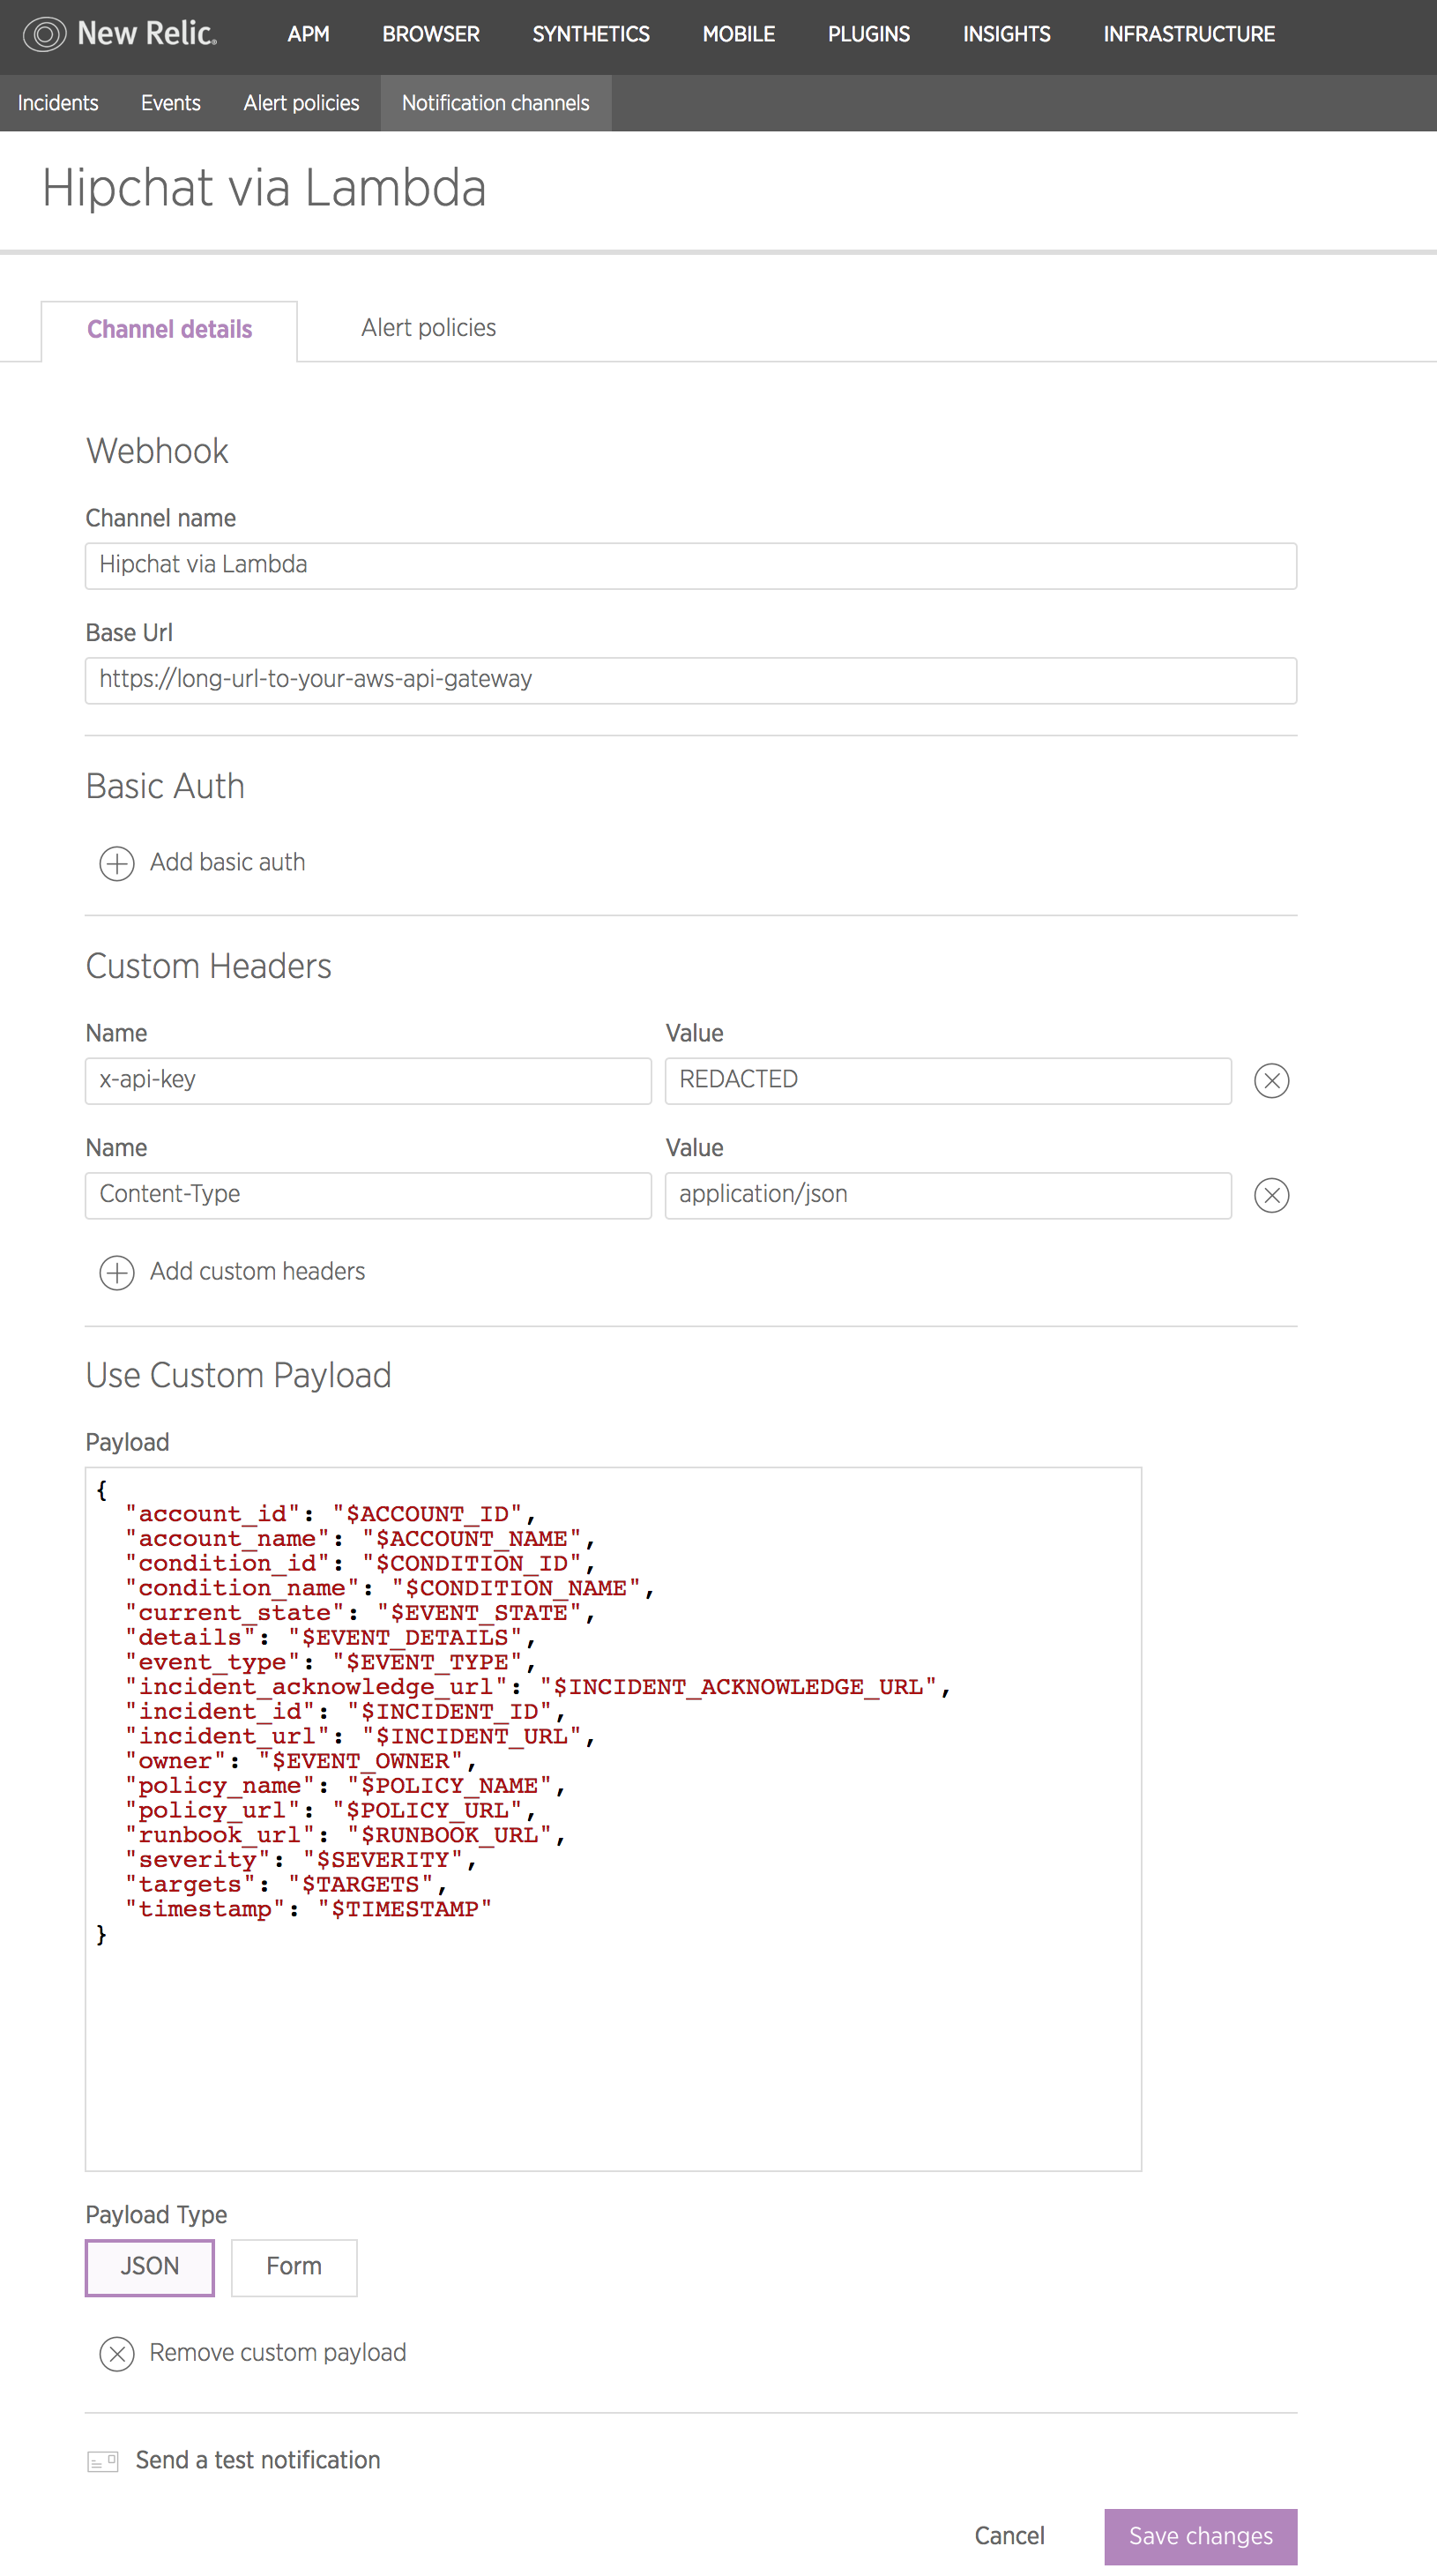 New Relic. APM BROWSER SYNTHETICS MOBILE PLUGINS INSIGHTS INFRASTRUCTURE
Incidents Events Alert policies Notification channels
Hipchat via Lambda
Channel details Alert policies
Webhook
Channel name
Hipchat via Lambda
Base Url
https://long-url-to-your-aws-api-gateway
Basic Auth
Add basic auth
Custom Headers
Name Value
x-api-key REDACTED
Name Value
Content-Type application/json
Add custom headers
Use Custom Payload
Payload
{
"account_id": "$ACCOUNT_ID",
"account_name": "$ACCOUNT_NAME",
"condition_id": "$CONDITION_ID",
"condition_name": "$CONDITION_NAME",
"current_state": "$EVENT_STATE",
"details": "$EVENT_DETAILS",
"event_type": "$EVENT_TYPE",
"incident_acknowledge_url": "$INCIDENT_ACKNOWLEDGE_URL",
"incident_id": "$INCIDENT_ID",
"incident_url": "$INCIDENT_URL",
"owner": "$EVENT_OWNER",
"policy_name": "$POLICY_NAME",
"policy_url": "$POLICY_URL",
"runbook_url": "$RUNBOOK_URL",
"severity": "$SEVERITY",
"targets": "$TARGETS",
"timestamp": "$TIMESTAMP"
}
Payload Type
JSON Form
Remove custom payload
Send a test notification
Cancel Save changes